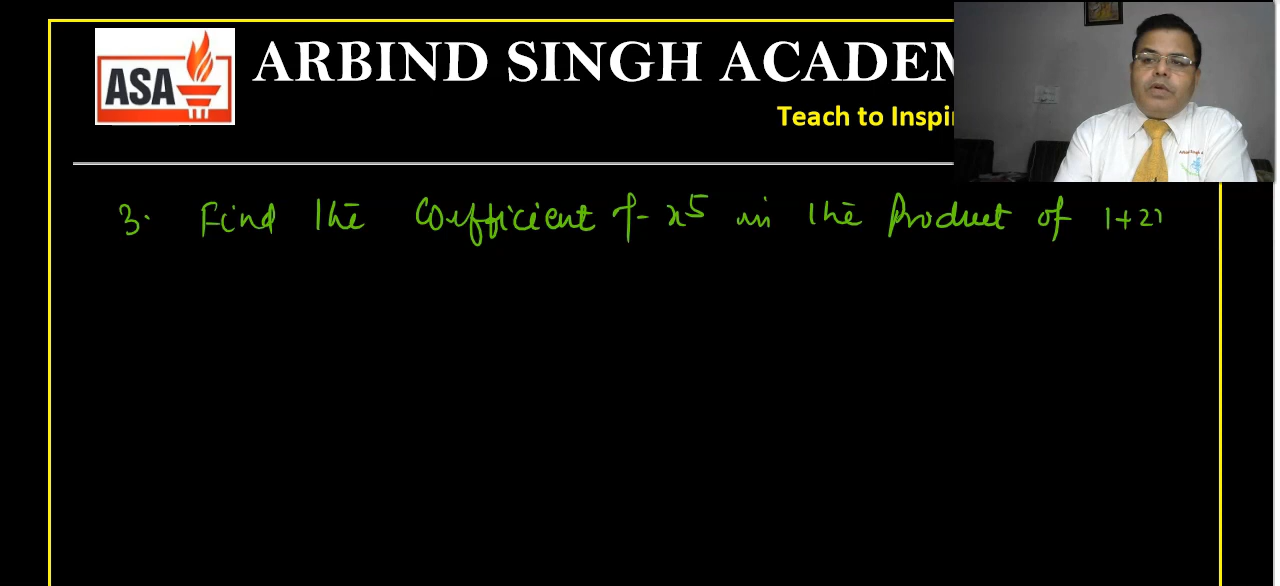 ASA
ARBIND SINGH ACADEM
Teach to Inspi
3. Find the Coefficient of x5 in the Product of 1+2